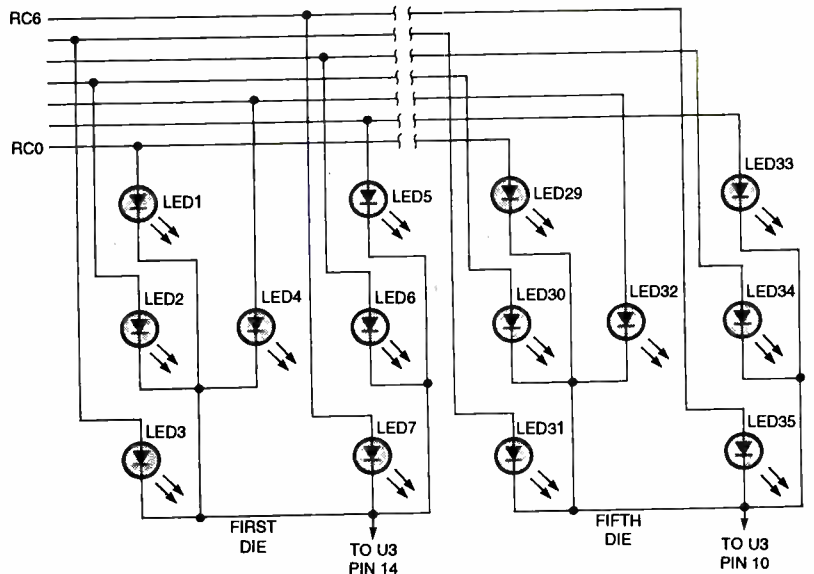 RC6
RC0
LED1
LED5
LED29
LED33
LED2
LED4
LED6
LED30
LED32
LED34
LED3
LED7
LED31
LED35
FIRST
DIE
TO U3
PIN 14
FIFTH
DIE
TO U3
PIN 10